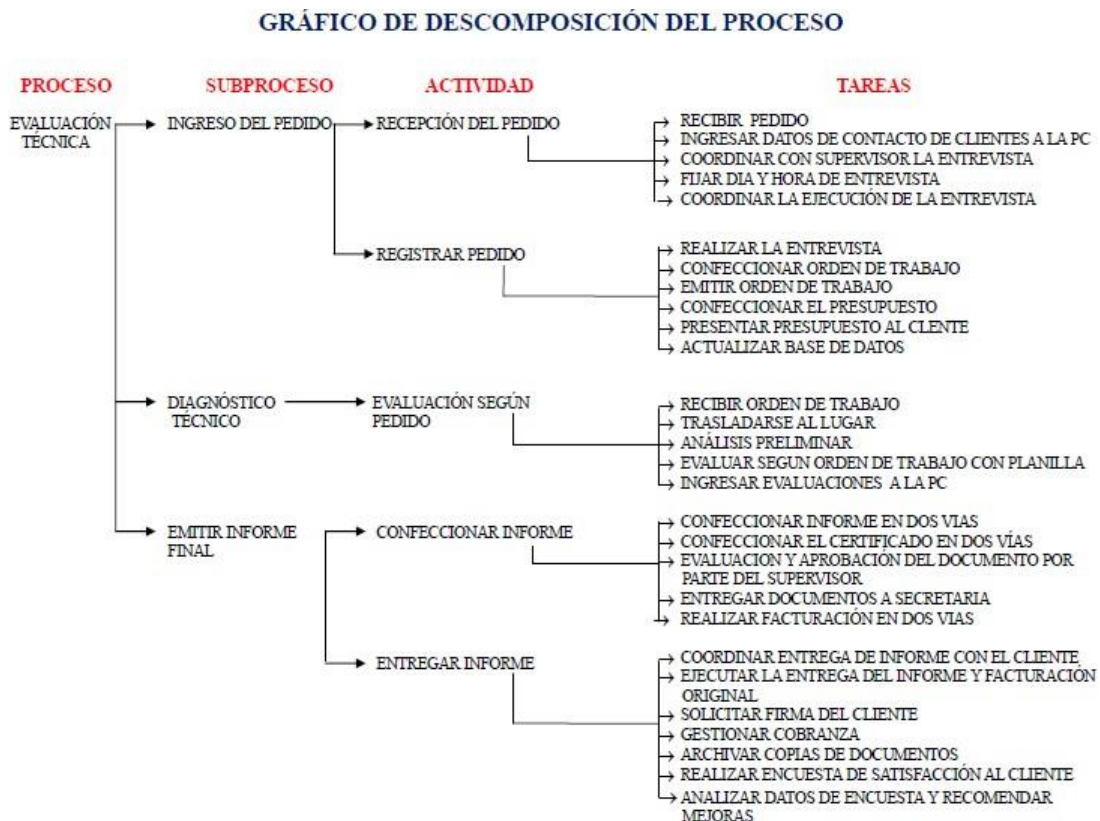 GRÁFICO DE DESCOMPOSICIÓN DEL PROCESO
PROCESO
SUBPROCESO
ACTIVIDAD
TAREAS
EVALUACIÓN
TÉCNICA
INGRESO DEL PEDIDO
RECEPCIÓN DEL PEDIDO
RECIBIR PEDIDO
INGRESAR DATOS DE CONTACTO DE CLIENTES A LA PC
COORDINAR CON SUPERVISOR LA ENTREVISTA
FIJAR DIA Y HORA DE ENTREVISTA
COORDINAR LA EJECUCIÓN DE LA ENTREVISTA
REGISTRAR PEDIDO
REALIZAR LA ENTREVISTA
CONFECCIONAR ORDEN DE TRABAJO
EMITIR ORDEN DE TRABAJO
CONFECCIONAR EL PRESUPUESTO
PRESENTAR PRESUPUESTO AL CLENTE
ACTUALIZAR BASE DE DATOS
DIAGNÓSTICO
TÉCNICO
EVALUACIÓN SEGÚN
PEDIDO
RECIBIR ORDEN DE TRABAJO
TRASLADARSE AL LUGAR
ANÁLISIS PRELIMINAR
EVALUAR SEGUN ORDEN DE TRABAJO CON PLANILLA
INGRESAR EVALUACIONES A LA PC
EMITIR INFORME
FINAL
CONFECCIONAR INFORME
CONFECCIONAR INFORME EN DOS VIAS
CONFECCIONAR EL CERTIFICADO EN DOS VÍAS
EVALUACION Y APROBACIÓN DEL DOCUMENTO POR
PARTE DEL SUPERVISOR
ENTREGAR DOCUMENTOS A SECRETARIA
REALIZAR FACTURACIÓN EN DOS VIAS
ENTREGAR INFORME
COORDINAR ENTREGA DE INFORME CON EL CLIENTE
EJECUTAR LA ENTREGA DEL INFORME Y FACTURACIÓN
ORIGINAL
SOLICITAR FIRMA DEL CLIENTE
GESTIONAR COBRANZA
ARCHIVAR COPIAS DE DOCUMENTOS
REALIZAR ENCUESTA DE SATISFACCIÓN AL CLIENTE
ANALIZAR DATOS DE ENCUESTA Y RECOMENDAR
MEJORAS